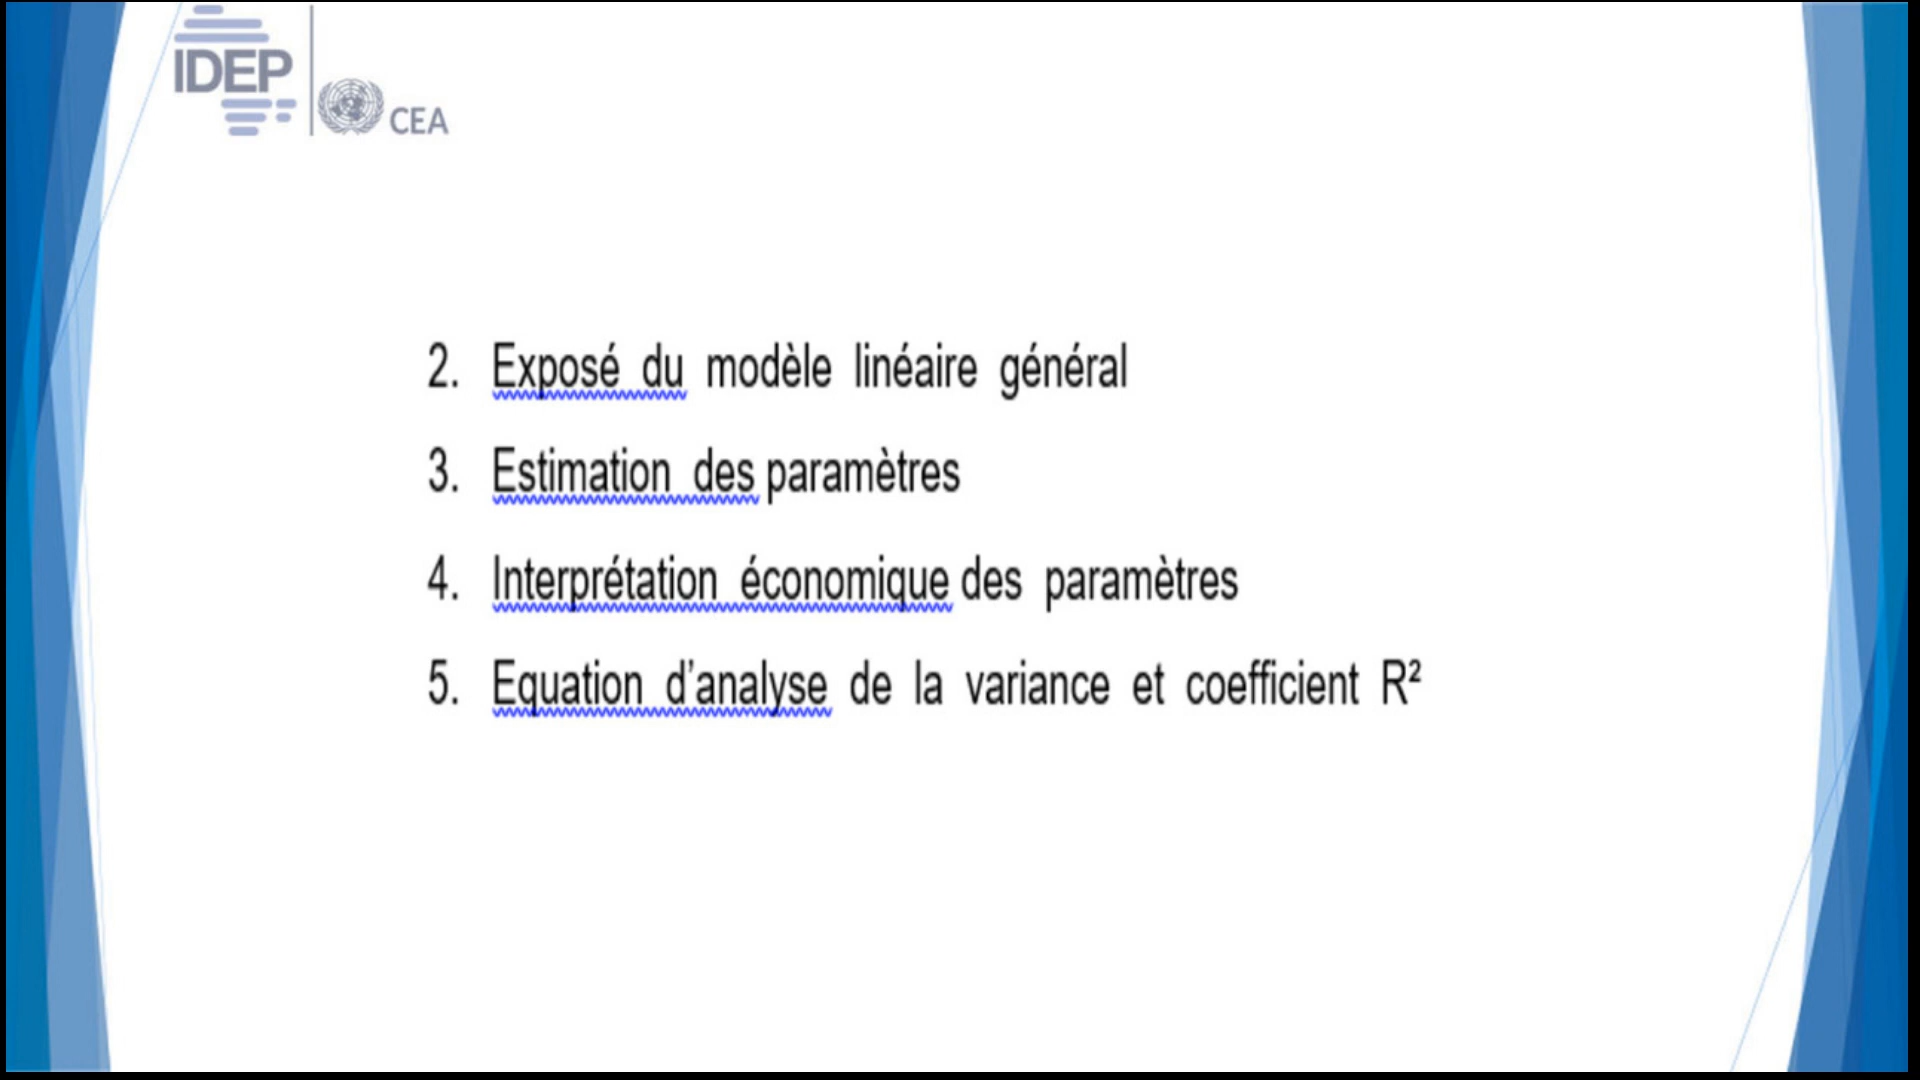 IDEP
CEA
2. Exposé du modèle linéaire général
3. Estimation des paramètres
4. Interprétation économique des paramètres
5. Equation d’analyse de la variance et coefficient R²